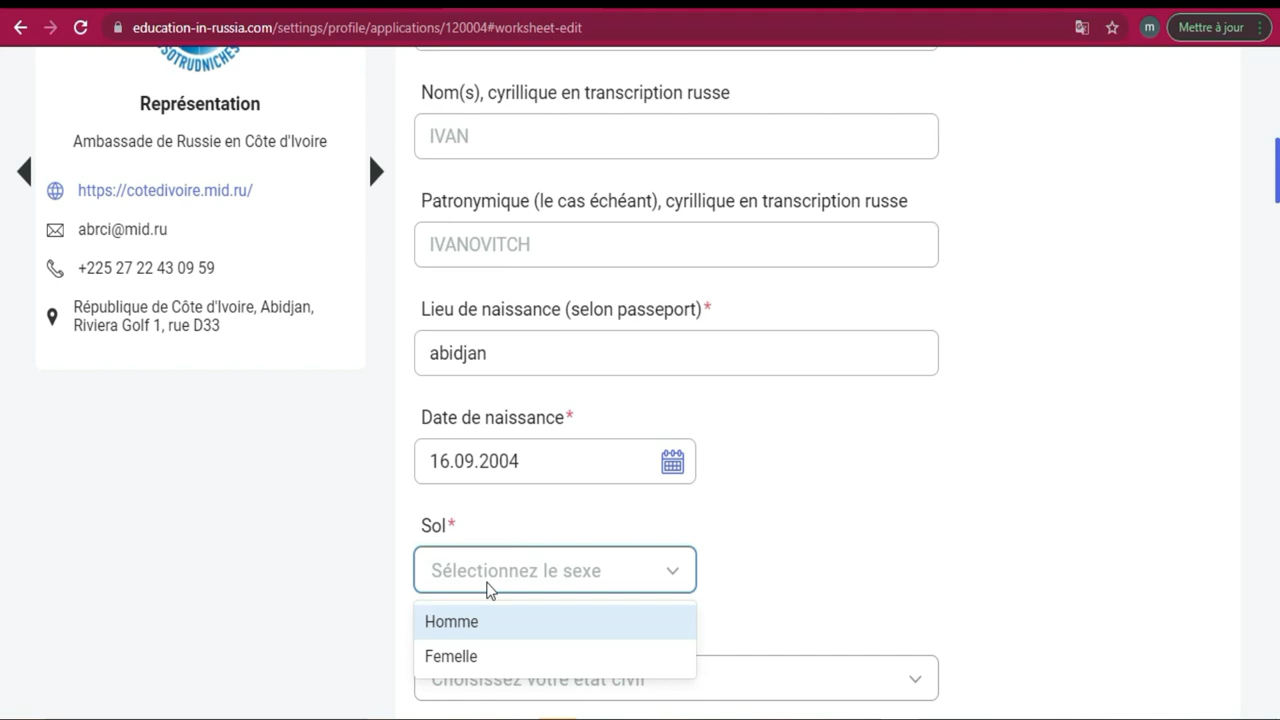 education-in-russia.com/settings/profile/applications/120004#worksheet-edit
m
Mettre à jour
SOTRUDNICHES
Représentation
Ambassade de Russie en Côte d'Ivoire
https://cotedivoire.mid.ru/
abrci@mid.ru
+225 27 22 43 09 59
République de Côte d'Ivoire, Abidjan,
Riviera Golf 1, rue D33
Nom(s), cyrillique en transcription russe
IVAN
Patronymique (le cas échéant), cyrillique en transcription russe
IVANOVITCH
Lieu de naissance (selon passeport)*
abidjan
Date de naissance*
16.09.2004
Sol*
Sélectionnez le sexe
Homme
Femelle
Choisissez votre état civil